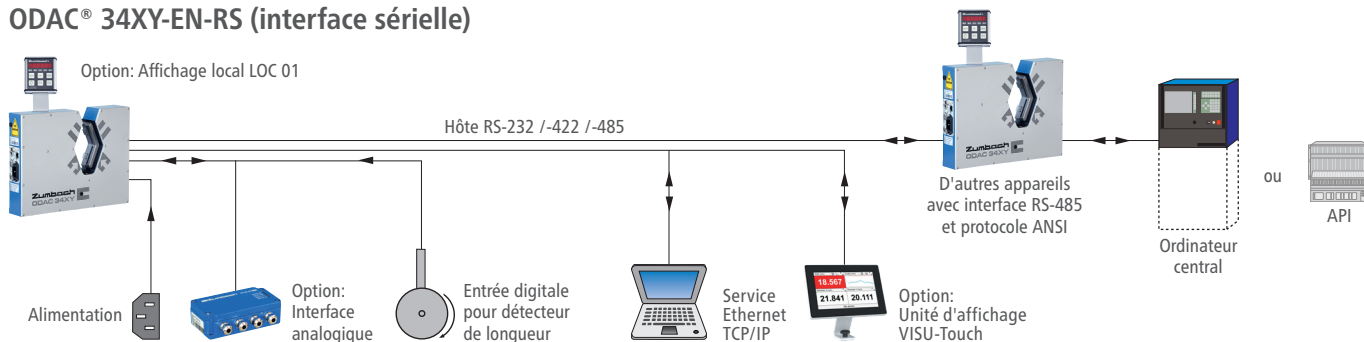 ODAC® 34XY-EN-RS (interface sérielle)
Option: Affichage local LOC 01
Hôte RS-232 /-422 /-485
Zumbach
ODAC 34XY
Zumbach
ODAC 34XY
D'autres appareils
avec interface RS-485
et protocole ANSI
ou
API
Ordinateur
central
Alimentation
Option:
Interface
analogique
Entrée digitale
pour détecteur
de longueur
Service
Ethernet
TCP/IP
18.567
21.841 20.111
Option:
Unité d'affichage
VISU-Touch